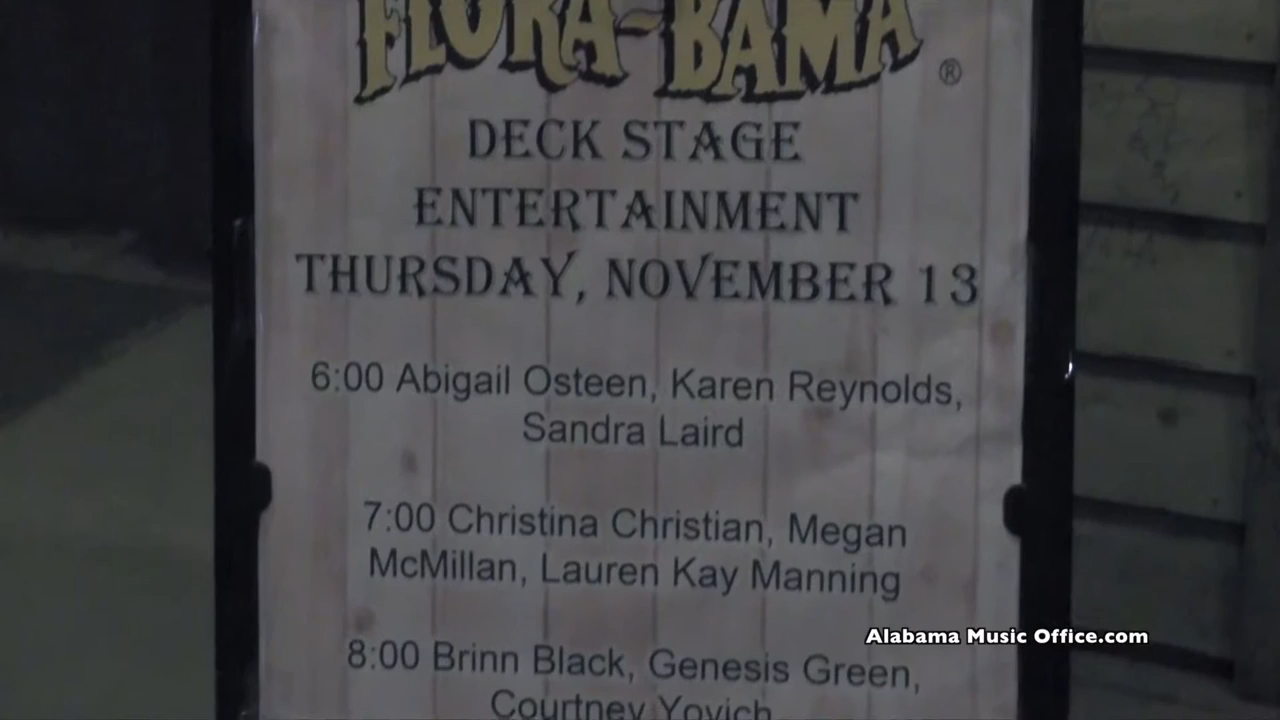 FLORA-BAMA ®
DECK STAGE
ENTERTAINMENT
THURSDAY, NOVEMBER 13
6:00 Abigail Osteen, Karen Reynolds,
Sandra Laird
7:00 Christina Christian, Megan
McMillan, Lauren Kay Manning
8:00 Brinn Black, Genesis Green,
Courtney Yovich
Alabama Music Office.com